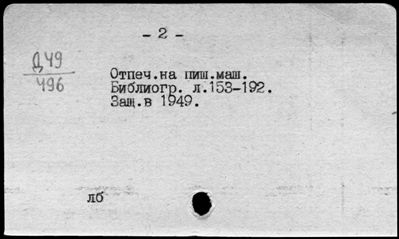 - 2 -
Д49
496
Отпеч.на пиш.маш.
Библиогр. л.153-192.
Защ.в 1949.
лб